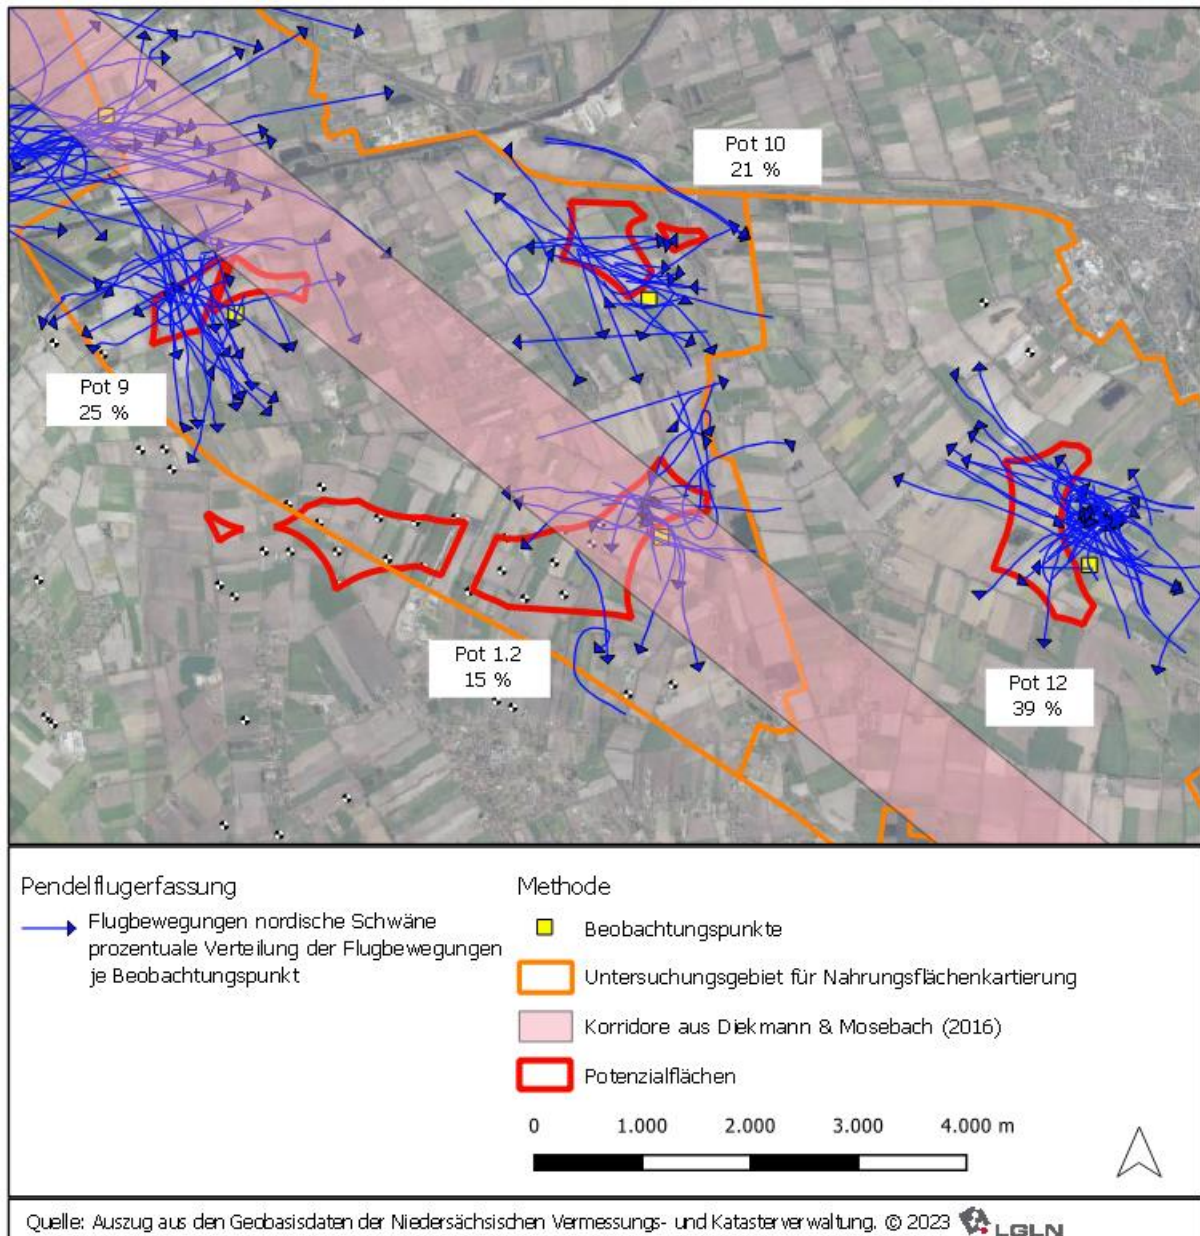 Pot 10
21 %
Pot 9
25 %
Pot 1.2
15 %
Pot 12
39 %
Pendelflugerfassung
Flugbewegungen nordische Schwäne
prozentuale Verteilung der Flugbewegungen
je Beobachtungspunkt
Methode
Beobachtungspunkte
Untersuchungsgebiet für Nahrungsflächenkartierung
Korridore aus Diekmann & Mosebach (2016)
Potenzialflächen
0 1.000 2.000 3.000 4.000 m
Quelle: Auszug aus den Geobasisdaten der Niedersächsischen Vermessungs- und Katasterverwaltung. © 2023 LGLN